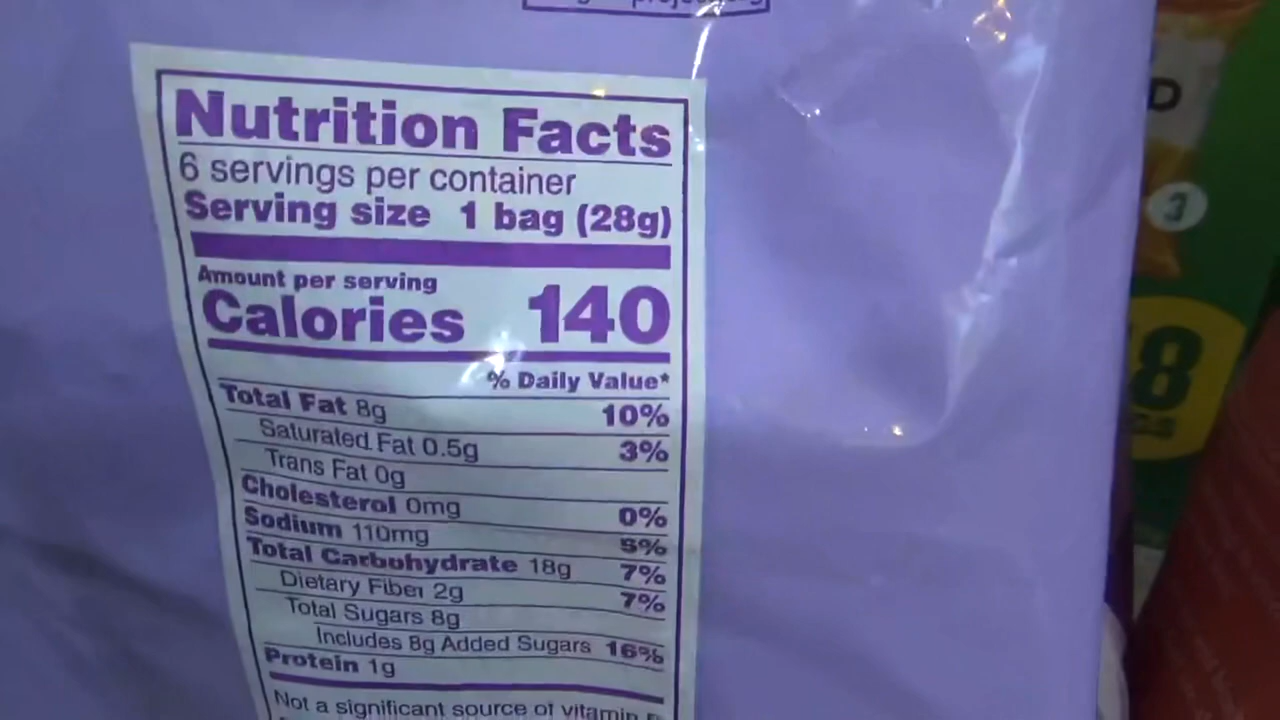 Nutrition Facts
6 servings per container
Serving size 1 bag (28g)
Amount per serving
Calories 140
% Daily Value*
Total Fat 8g 10%
Saturated Fat 0.5g 3%
Trans Fat 0g
Cholesterol 0mg 0%
Sodium 110mg 5%
Total Carbohydrate 18g 7%
Dietary Fiber 2g 7%
Total Sugars 8g
Includes 8g Added Sugars 16%
Protein 1g
Not a significant source of vitamin
D
3
8